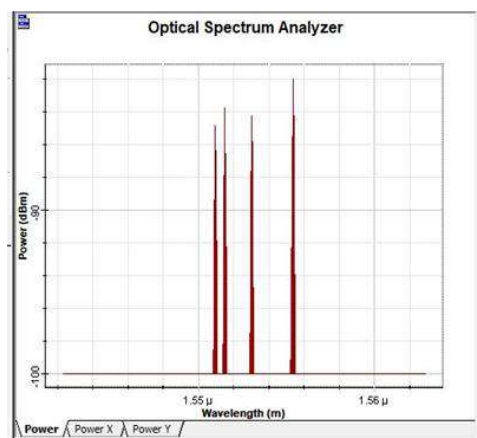 Optical Spectrum Analyzer
Power (dBm)
-90
-100
1.55 µ
1.56 µ
Wavelength (m)
Power
Power X
Power Y